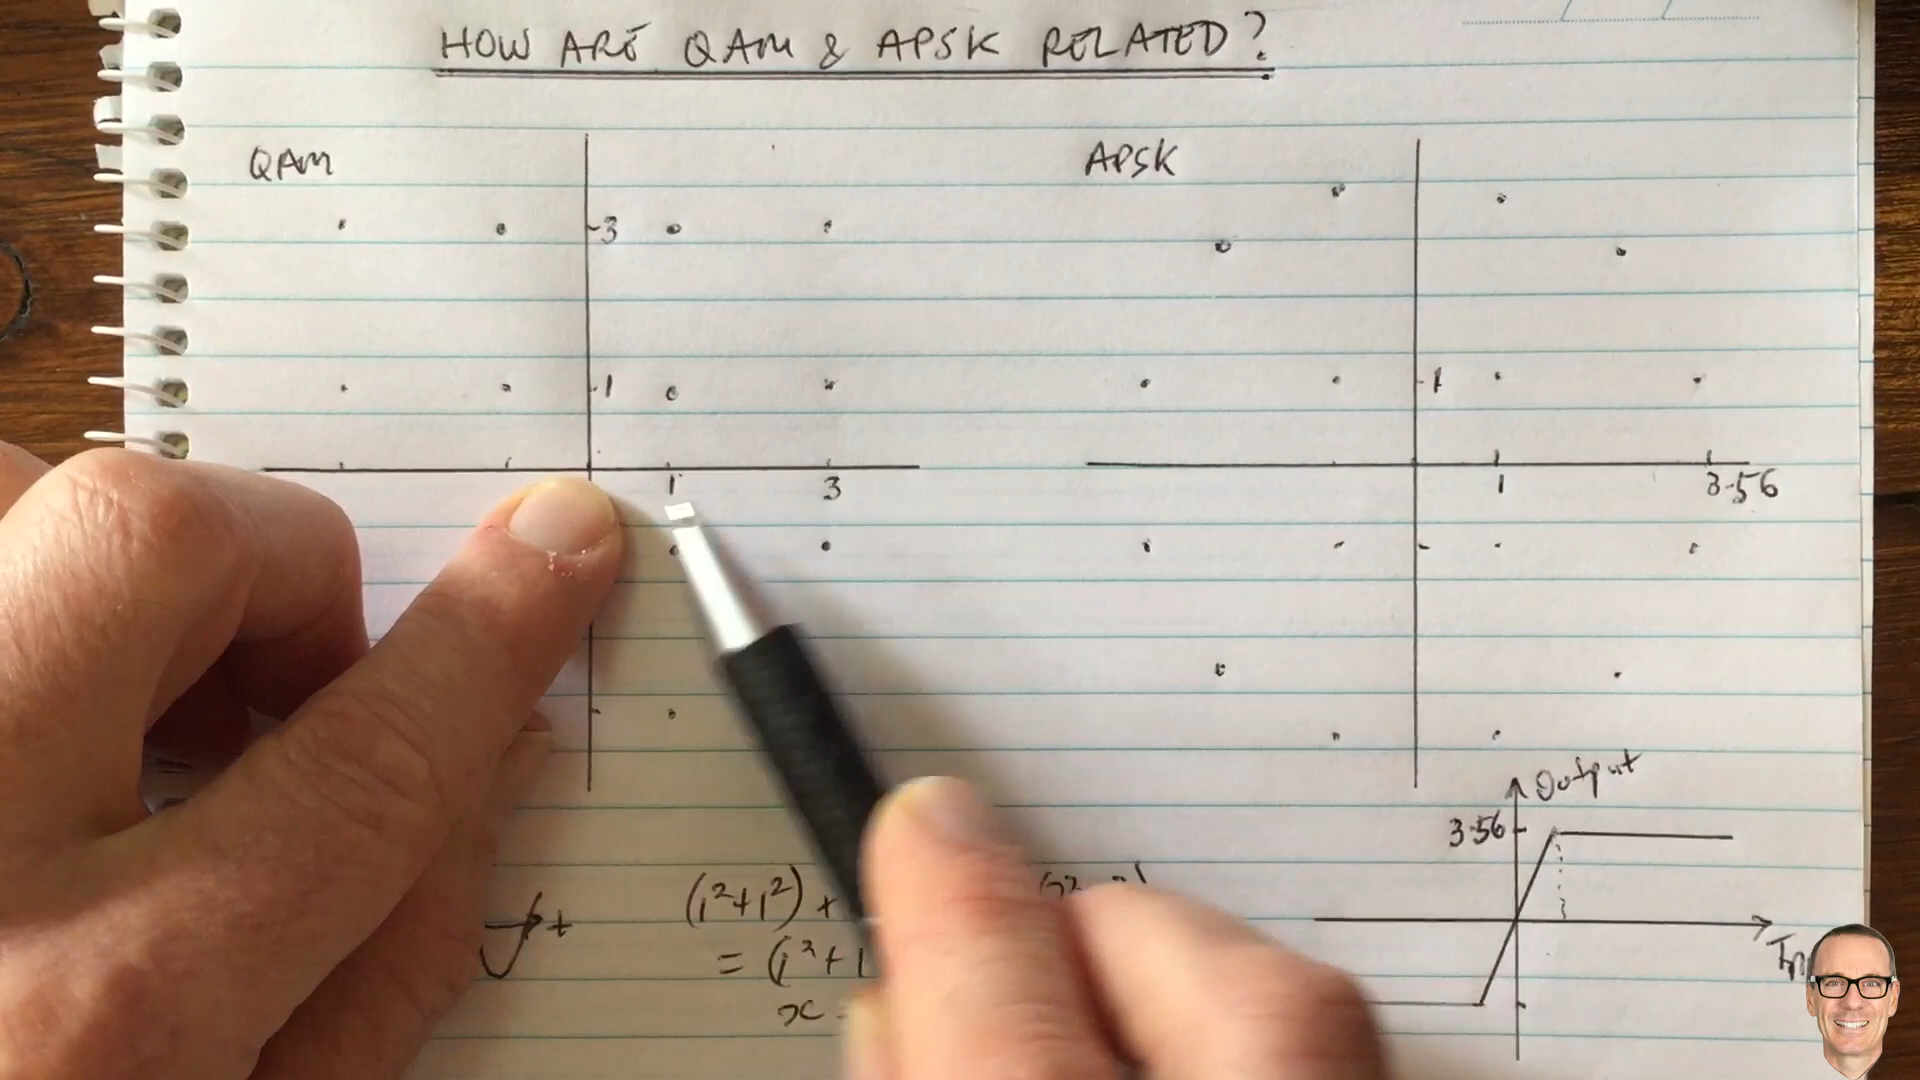 HOW ARE QAM & APSK RELATED?
QAM
APSK
3
1
1
1 3
1 3.56
Output
3.56
(1²+1²) +
t
= (1²+1
x